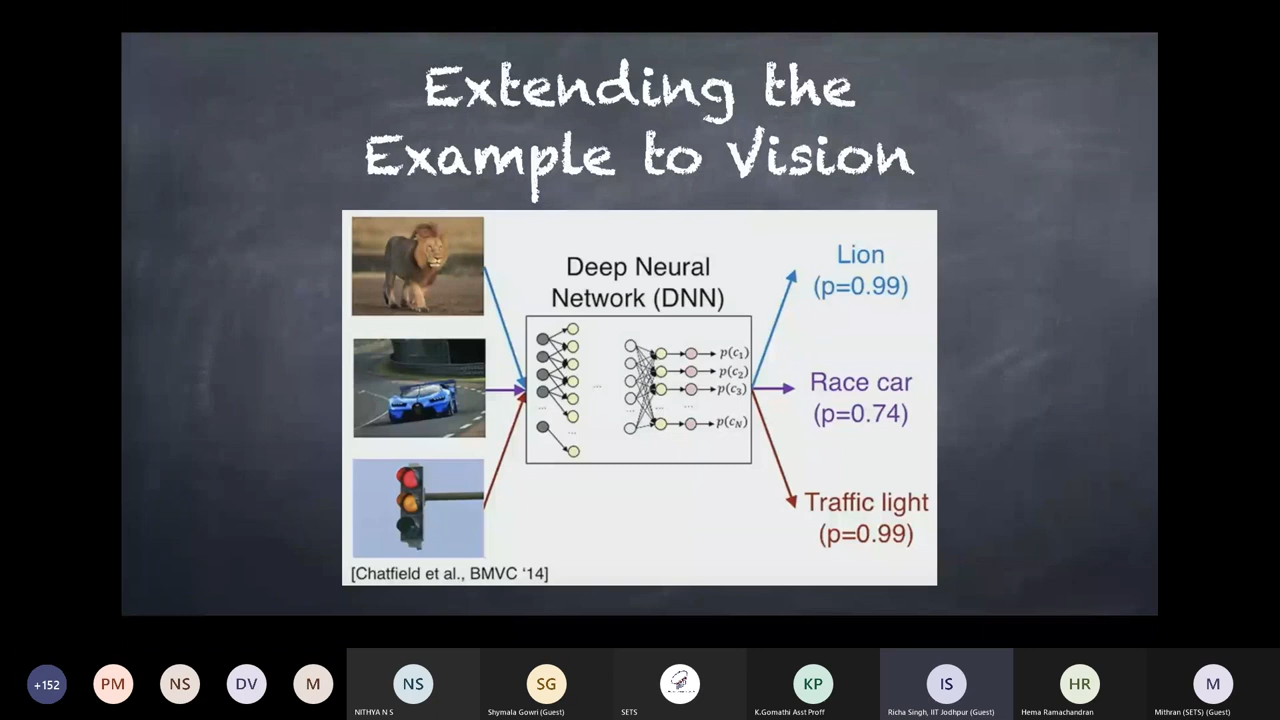 Extending the
Example to Vision
Deep Neural
Network (DNN)
p(c₁)
p(c₂)
p(c₃)
p(c_N)
Lion
(p=0.99)
Race car
(p=0.74)
Traffic light
(p=0.99)
[Chatfield et al., BMVC ‘14]
+152
PM
NS
DV
M
NS
SG
KP
IS
HR
M
NITHYA N S
Shymala Gowri (Guest)
SETS
K.Gomathi Asst Proff
Richa Singh, IIT Jodhpur (Guest)
Hema Ramachandran
Mithran (SETS) (Guest)